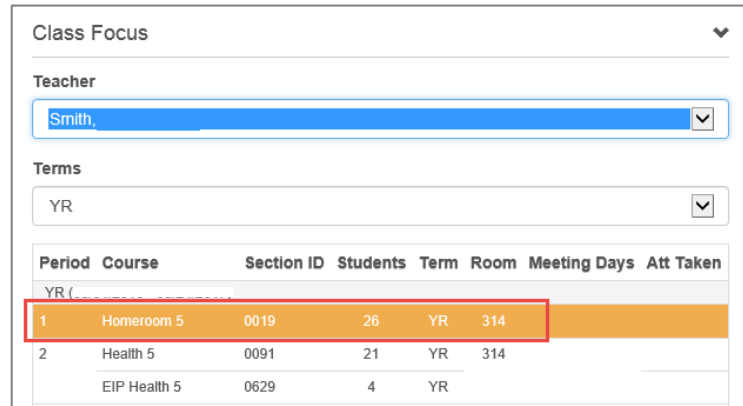 Class Focus
Teacher
Smith,
Terms
YR
Period Course Section ID Students Term Room Meeting Days Att Taken
YR (
1 Homeroom 5 0019 26 YR 314
2 Health 5 0091 21 YR 314
EIP Health 5 0629 4 YR